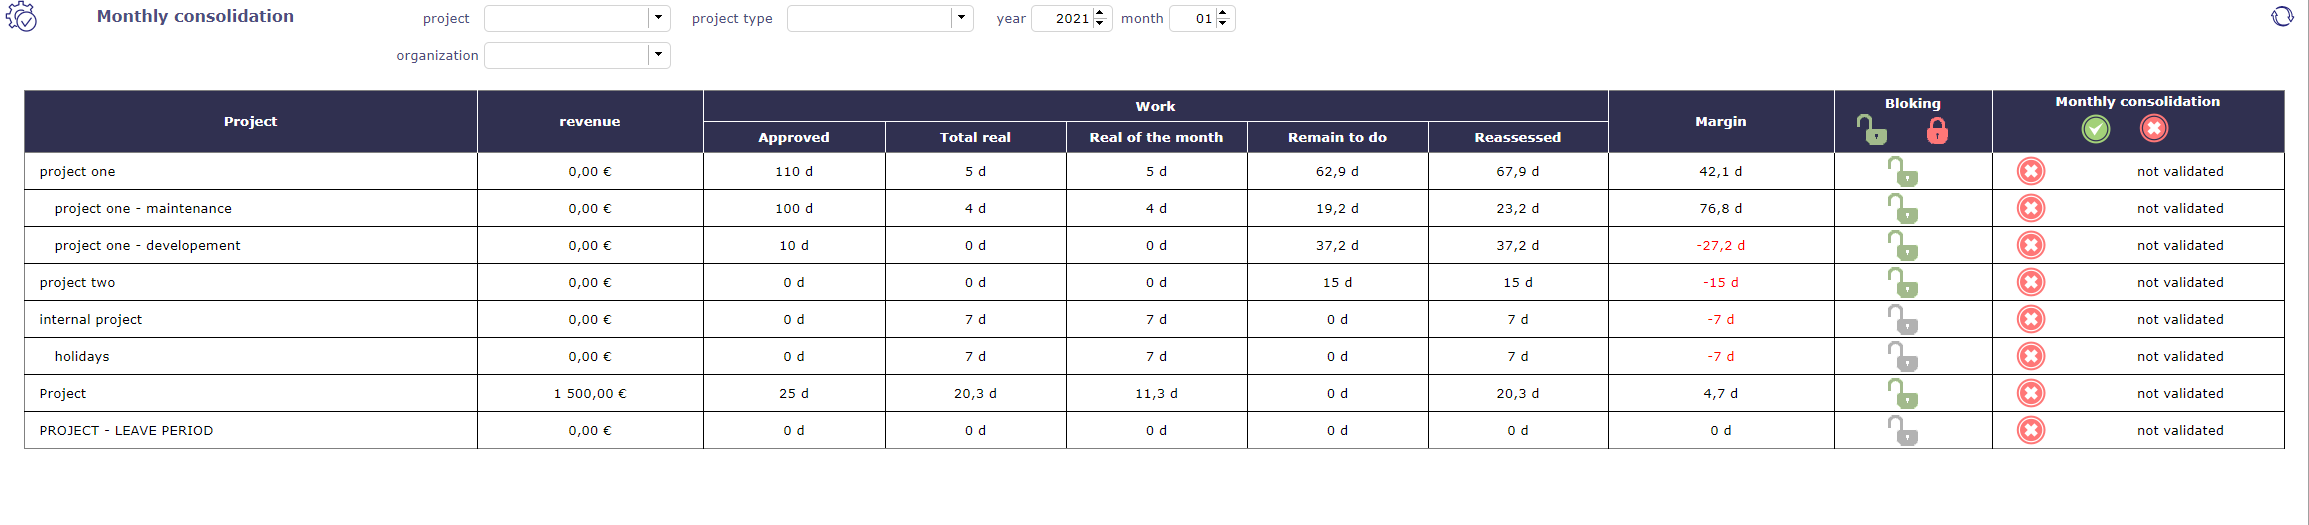 Monthly consolidation project project type year 2021 month 01
organization
Project revenue Work Margin Bloking Monthly consolidation
Approved Total real Real of the month Remain to do Reassessed
project one 0,00 € 110 d 5 d 5 d 62,9 d 67,9 d 42,1 d not validated
project one - maintenance 0,00 € 100 d 4 d 4 d 19,2 d 23,2 d 76,8 d not validated
project one - developement 0,00 € 10 d 0 d 0 d 37,2 d 37,2 d -27,2 d not validated
project two 0,00 € 0 d 0 d 0 d 15 d 15 d -15 d not validated
internal project 0,00 € 0 d 7 d 7 d 0 d 7 d -7 d not validated
holidays 0,00 € 0 d 7 d 7 d 0 d 7 d -7 d not validated
Project 1 500,00 € 25 d 20,3 d 11,3 d 0 d 20,3 d 4,7 d not validated
PROJECT - LEAVE PERIOD 0,00 € 0 d 0 d 0 d 0 d 0 d 0 d not validated